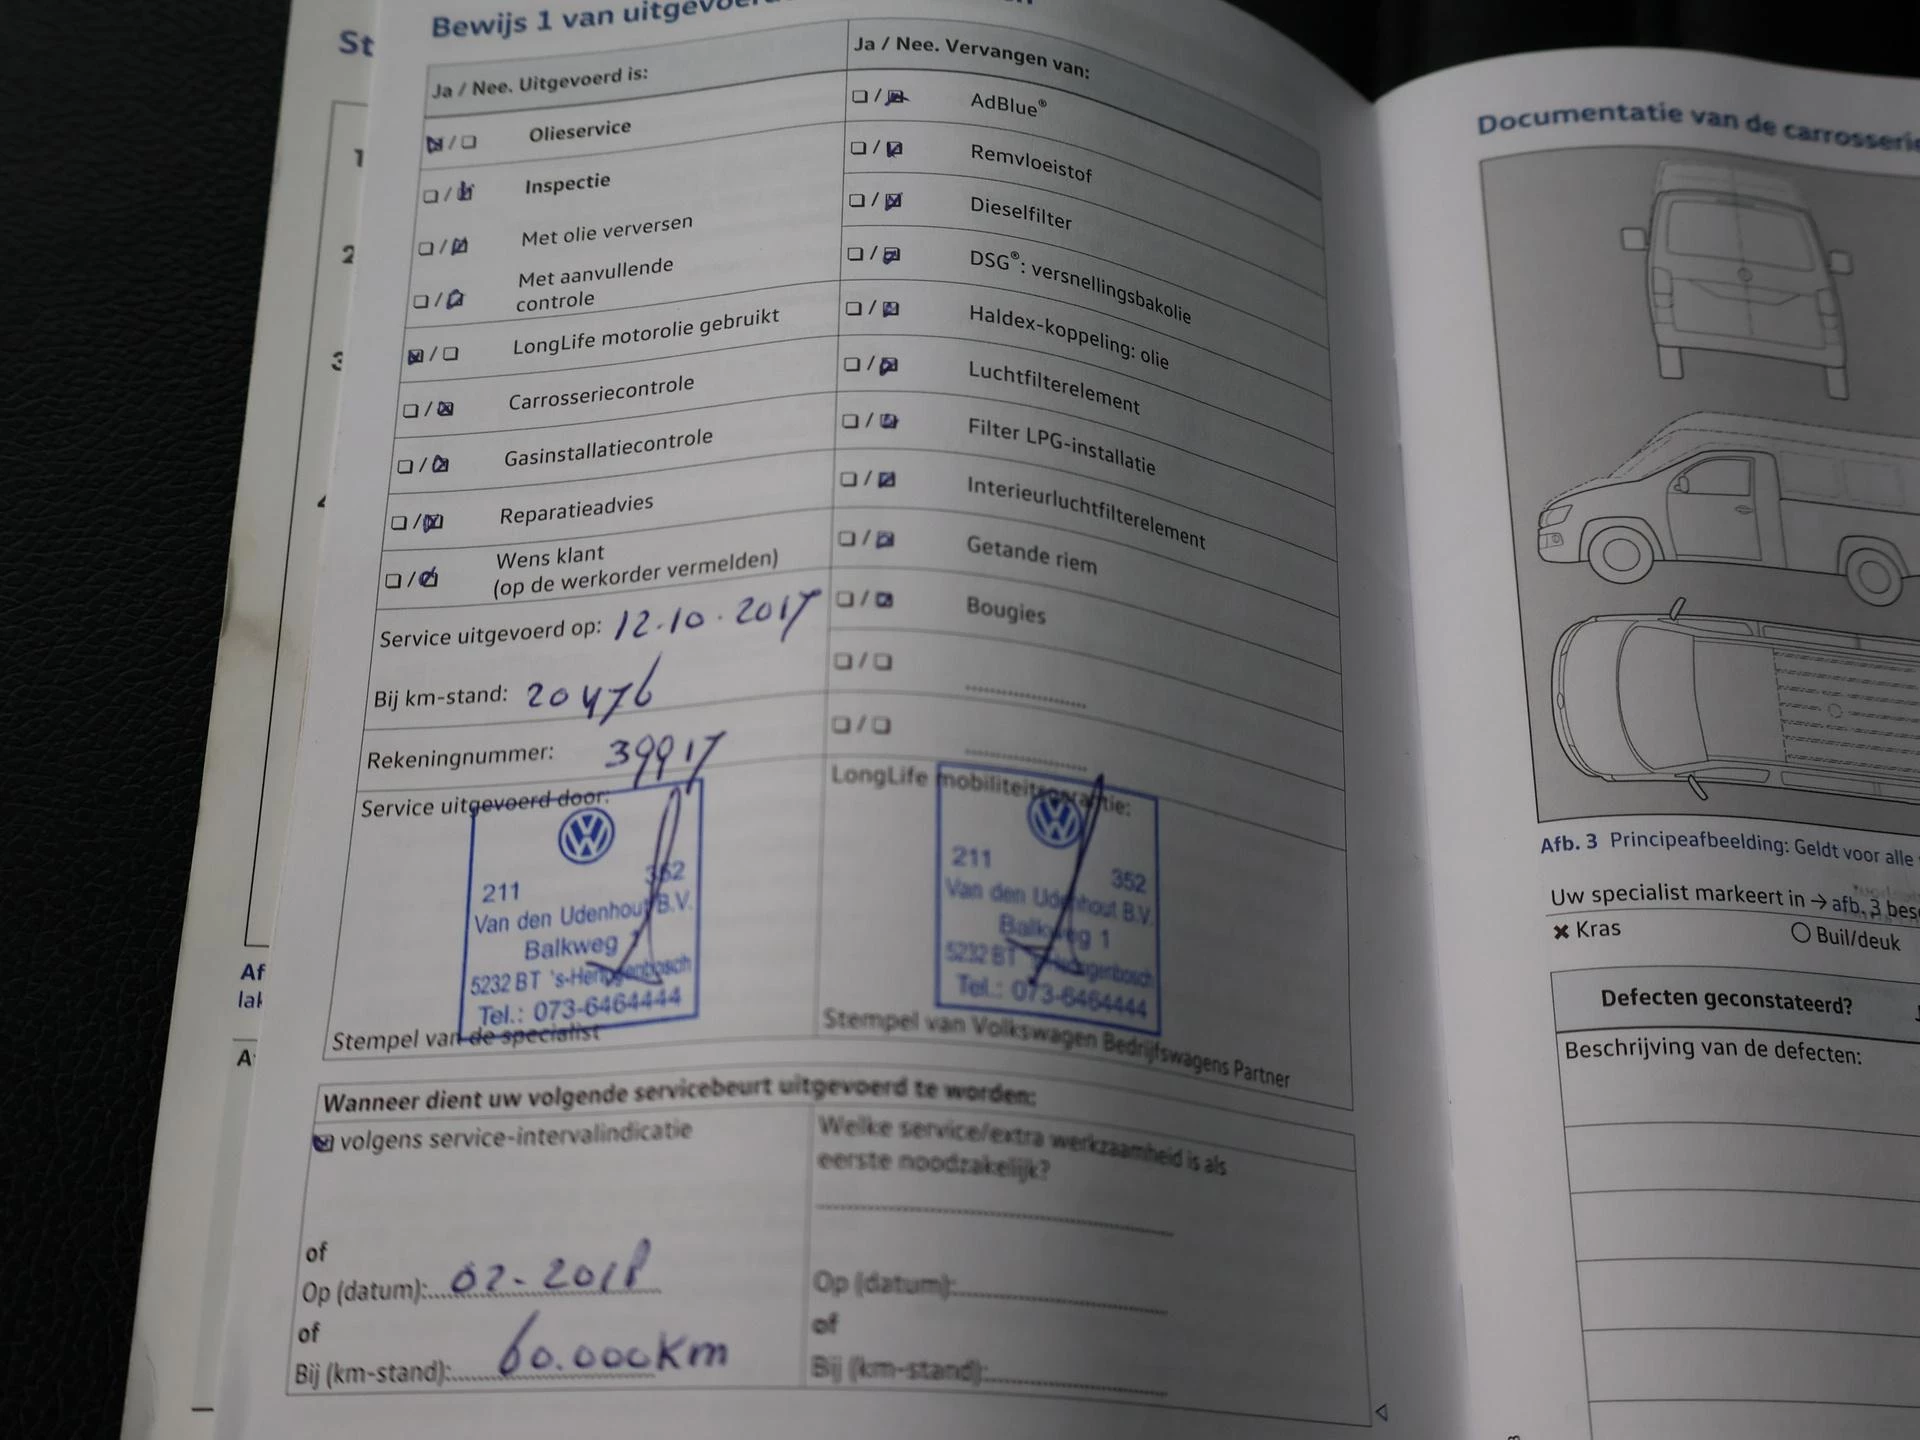 St
1
2
3
Af
lak
A
Bewijs 1 van
Ja / Nee. Uitgevoerd is:
Olieservice
Inspectie
Met olie verversen
Met aanvullende
controle
LongLife motorolie gebruikt
Carrosseriecontrole
Gasinstallatiecontrole
Reparatieadvies
Wens klant
(op de werkorder vermelden)
Service uitgevoerd op: 12-10-2017
Bij km-stand: 20476
Rekeningnummer: 39917
Service uitgevoerd door:
211
352
Van den Udenhout B.V.
Balkweg 1
5232 BT 's-Hertogenbosch
Tel.: 073-6464444
Stempel van de specialist
Ja / Nee. Vervangen van:
AdBlue®
Remvloeistof
Dieselfilter
DSG®: versnellingsbakolie
Haldex-koppeling: olie
Luchtfilterelement
Filter LPG-installatie
Interieurluchtfilterelement
Getande riem
Bougies
LongLife mobiliteitsgarantie:
211
352
Van den Udenhout B.V.
Balkweg 1
5232 BT 's-Hertogenbosch
Tel.: 073-6464444
Stempel van Volkswagen Bedrijfswagens Partner
Wanneer dient uw volgende servicebeurt uitgevoerd te worden:
volgens service-intervalindicatie
of
Op (datum): 02-2018
of
Bij (km-stand): 60.000 Km
Welke service/extra werkzaamheid is als
eerste noodzakelijk?
Op (datum):
of
Bij (km-stand):
Documentatie van de carrosserie
Afb. 3 Principeafbeelding: Geldt voor alle
Uw specialist markeert in → afb. 3
Kras
Buil/deuk
Defecten geconstateerd?
Beschrijving van de defecten: